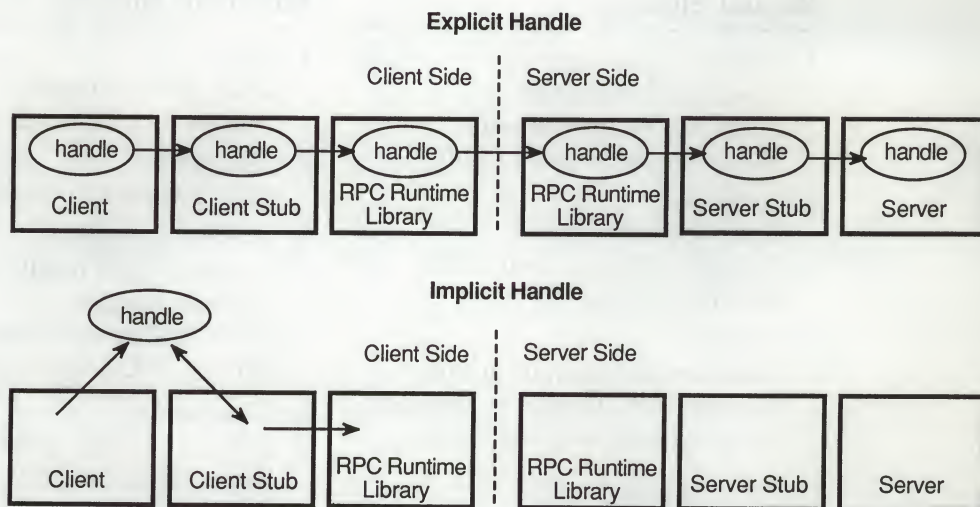 Explicit Handle
Client Side
Server Side
handle
handle
handle
handle
handle
handle
Client
Client Stub
RPC Runtime
Library
RPC Runtime
Library
Server Stub
Server
Implicit Handle
handle
Client Side
Server Side
Client
Client Stub
RPC Runtime
Library
RPC Runtime
Library
Server Stub
Server